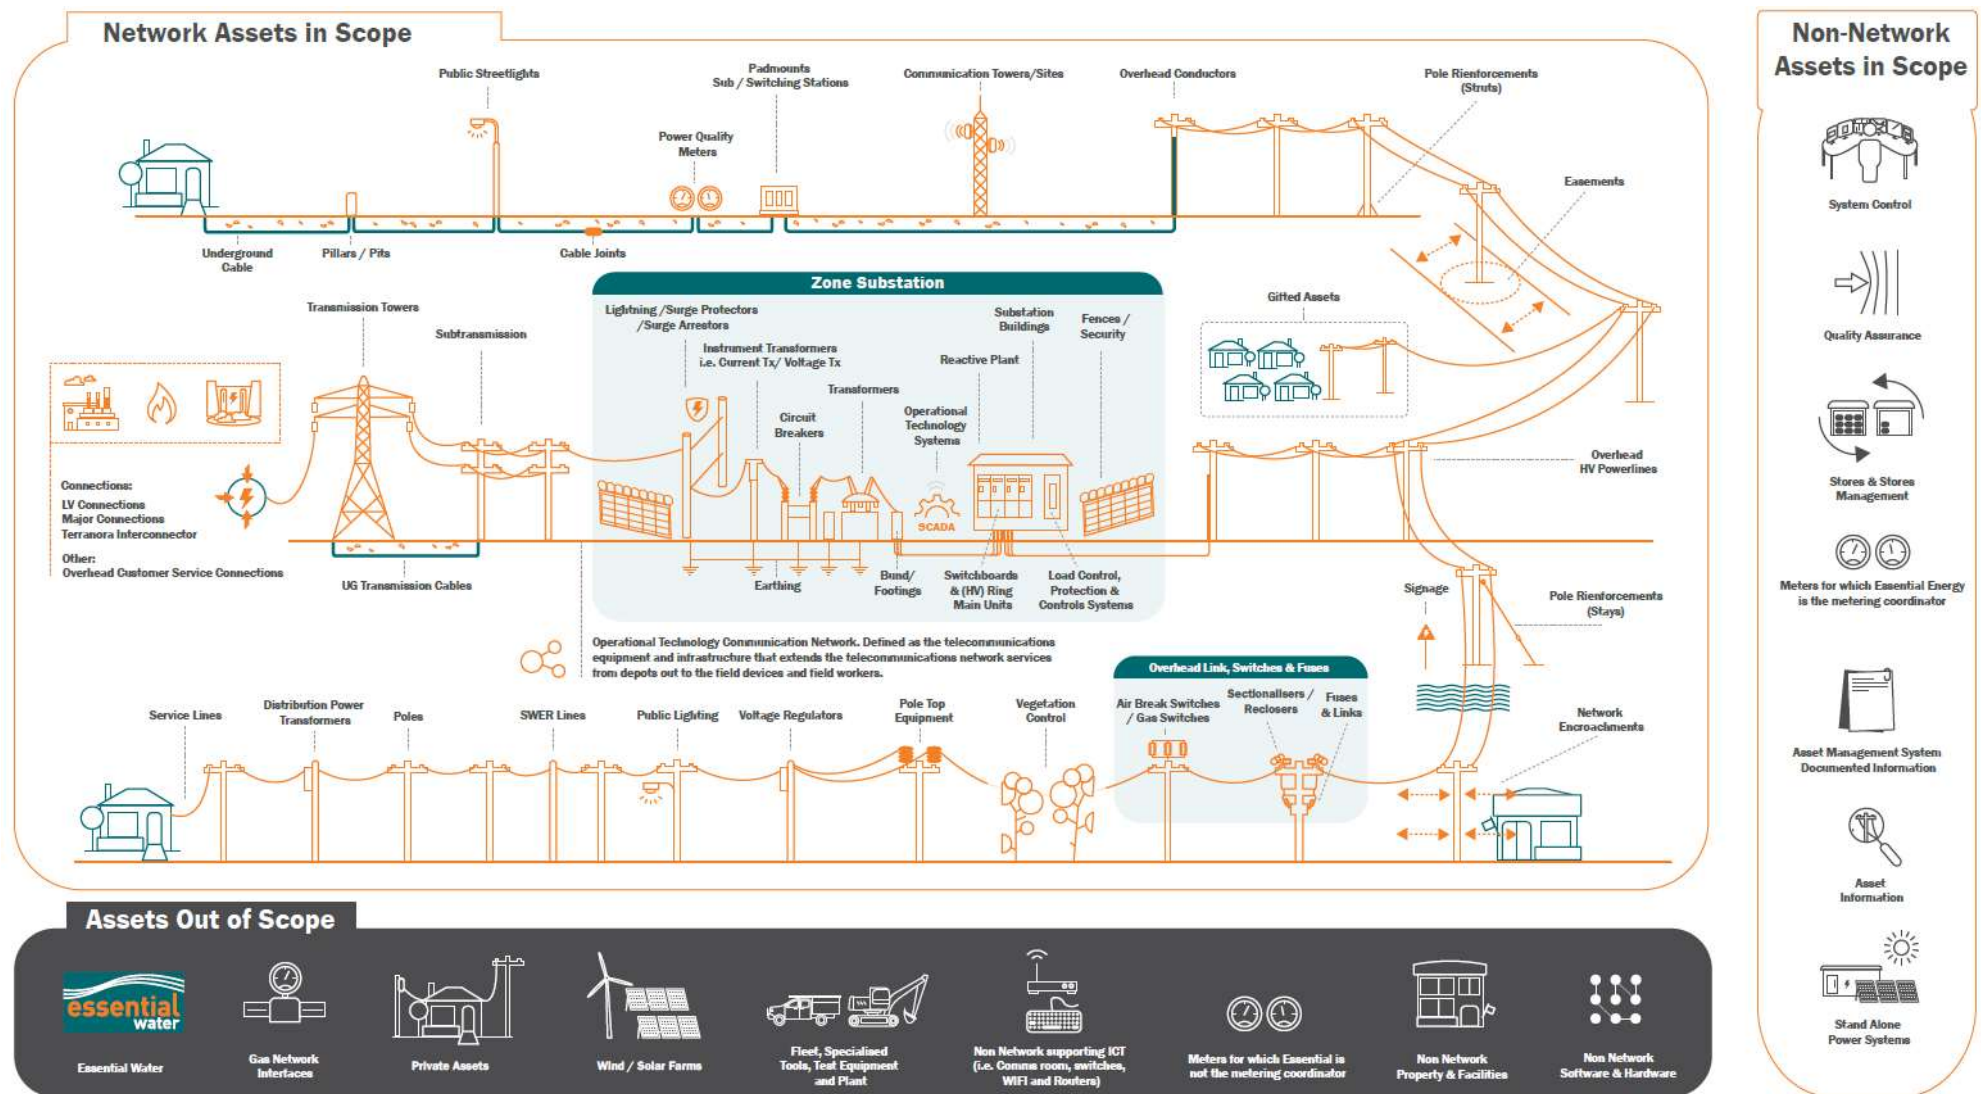 Network Assets in Scope
Public Streetlights
Padmounts
Sub / Switching Stations
Communication Towers/Sites
Overhead Conductors
Pole Rienforcements
(Struts)
Power Quality
Meters
Easements
Underground
Cable
Pillars / Pits
Cable Joints
Zone Substation
Transmission Towers
Subtransmission
Lightning /Surge Protectors
/Surge Arrestors
Instrument Transformers
i.e. Current Tx/ Voltage Tx
Circuit
Breakers
Transformers
Operational
Technology
Systems
Reactive Plant
Substation
Buildings
Fences /
Security
Gifted Assets
Overhead
HV Powerlines
Connections:
LV Connections
Major Connections
Terranora Interconnector
Other:
Overhead Customer Service Connections
SCADA
UG Transmission Cables
Earthing
Bund/
Footings
Switchboards
& (HV) Ring
Main Units
Load Control,
Protection &
Controls Systems
Signage
Pole Rienforcements
(Stays)
Operational Technology Communication Network. Defined as the telecommunications
equipment and infrastructure that extends the telecommunications network services
from depots out to the field devices and field workers.
Overhead Link, Switches & Fuses
Service Lines
Distribution Power
Transformers
Poles
SWER Lines
Public Lighting
Voltage Regulators
Pole Top
Equipment
Vegetation
Control
Air Break Switches
/ Gas Switches
Sectionalisers /
Reclosers
Fuses
& Links
Network
Encroachments
Non-Network
Assets in Scope
System Control
Quality Assurance
Stores & Stores
Management
Meters for which Essential Energy
is the metering coordinator
Asset Management System
Documented Information
Asset
Information
Stand Alone
Power Systems
Assets Out of Scope
essential
water
Essential Water
Gas Network
Interfaces
Private Assets
Wind / Solar Farms
Fleet, Specialised
Tools, Test Equipment
and Plant
Non Network supporting ICT
(i.e. Comms room, switches,
WIFI and Routers)
Meters for which Essential is
not the metering coordinator
Non Network
Property & Facilities
Non Network
Software & Hardware